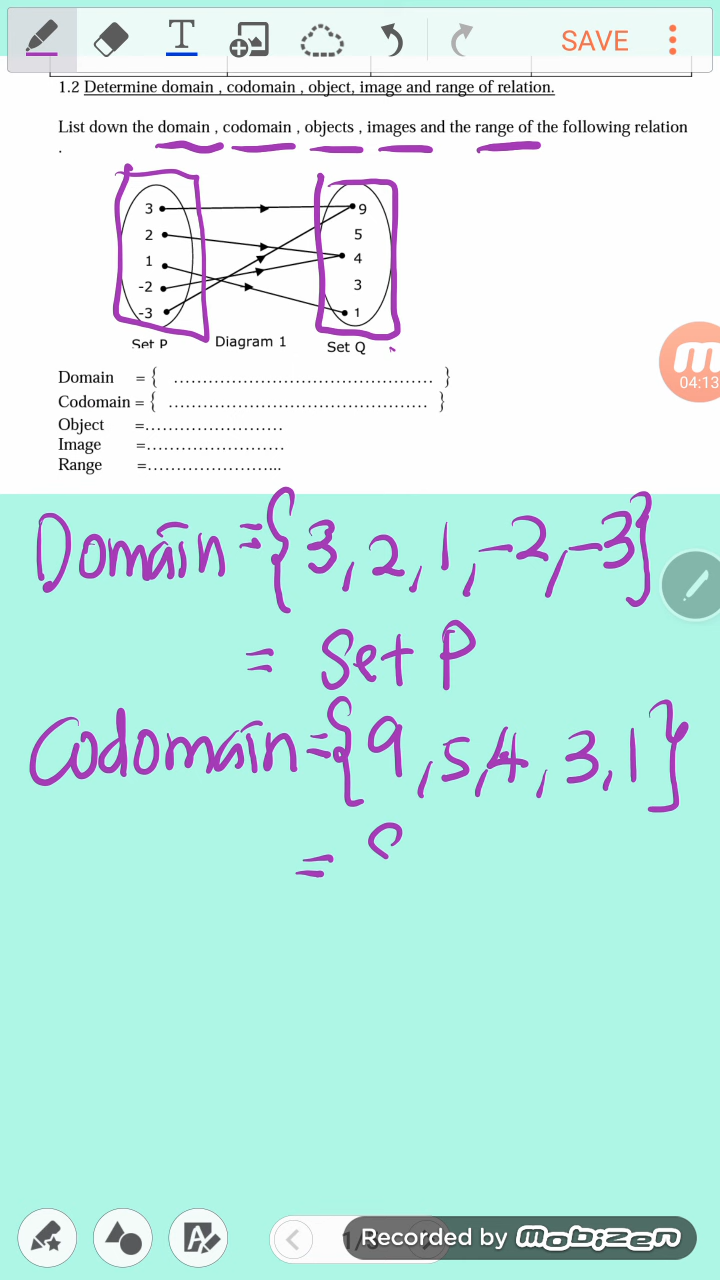 T SAVE
1.2 Determine domain , codomain , object, image and range of relation.
List down the domain , codomain , objects , images and the range of the following relation
.
3 9
2 5
1 4
-2 3
-3 1
Set P Diagram 1 Set Q
04:13
Domain = { ............................................. }
Codomain = { ............................................. }
Object =........................
Image =........................
Range =.......................
Domain = {3, 2, 1, -2, -3}
= Set P
Codomain = {9, 5, 4, 3, 1}
=
A
Recorded by mobizen